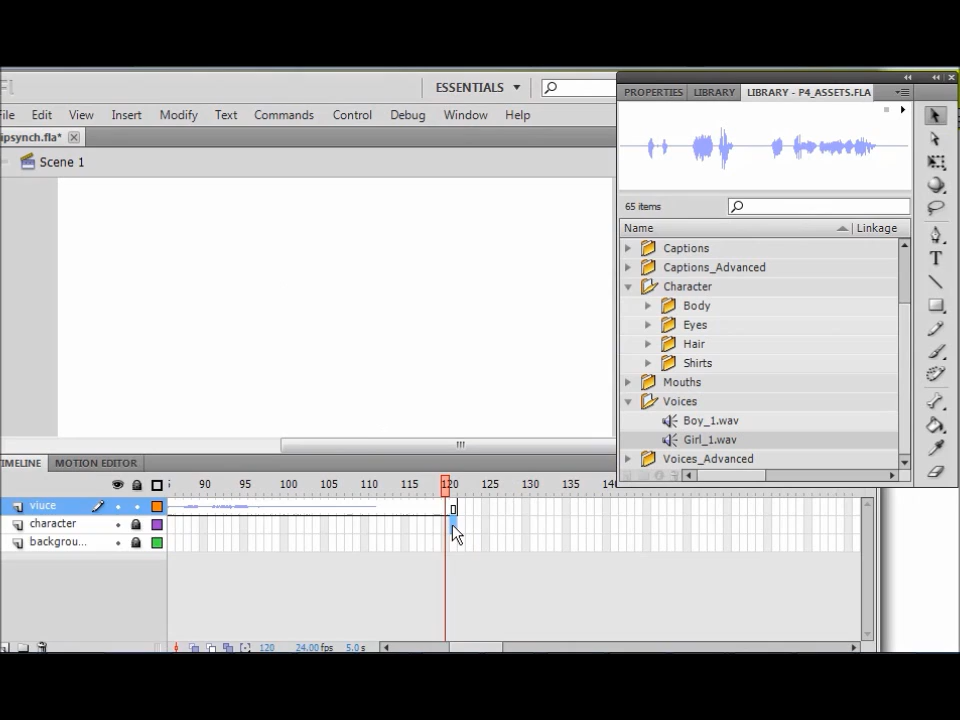 ESSENTIALS
PROPERTIES LIBRARY LIBRARY - P4_ASSETS.FLA
File Edit View Insert Modify Text Commands Control Debug Window Help
ipsynch.fla*
Scene 1
65 items
Name Linkage
Captions
Captions_Advanced
Character
Body
Eyes
Hair
Shirts
Mouths
Voices
Boy_1.wav
Girl_1.wav
Voices_Advanced
TIMELINE MOTION EDITOR
90 95 100 105 110 115 120 125 130 135
viuce
character
backgrou...
120 24.00 fps 5.0 s